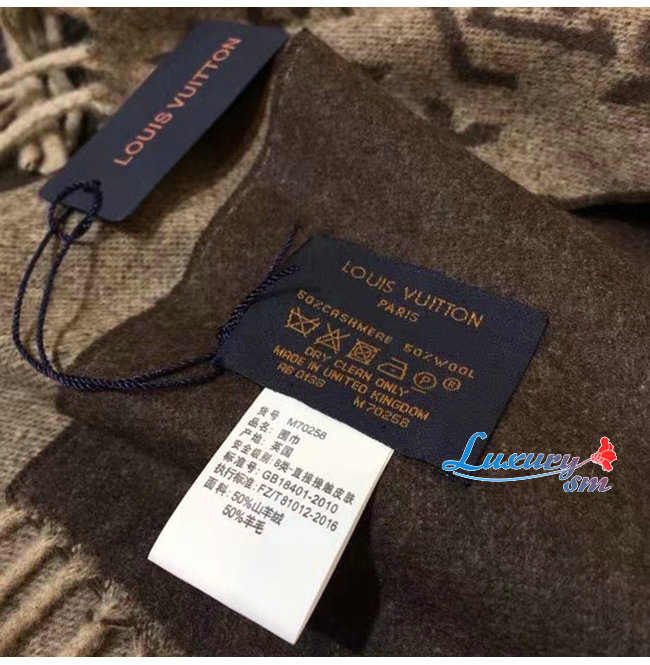 LOUIS VUITTON
LOUIS VUITTON
PARIS
50%CASHMERE 50%WOOL
DRY CLEAN ONLY
MADE IN UNITED KINGDOM
M70258
货号 M70258
品名: 围巾
产地: 英国
安全级别: B类-直接接触皮肤
标准号: GB18401-2010
执行标准: FZ/T81012-2016
面料: 50%山羊绒
50%羊毛
Luxury
sm